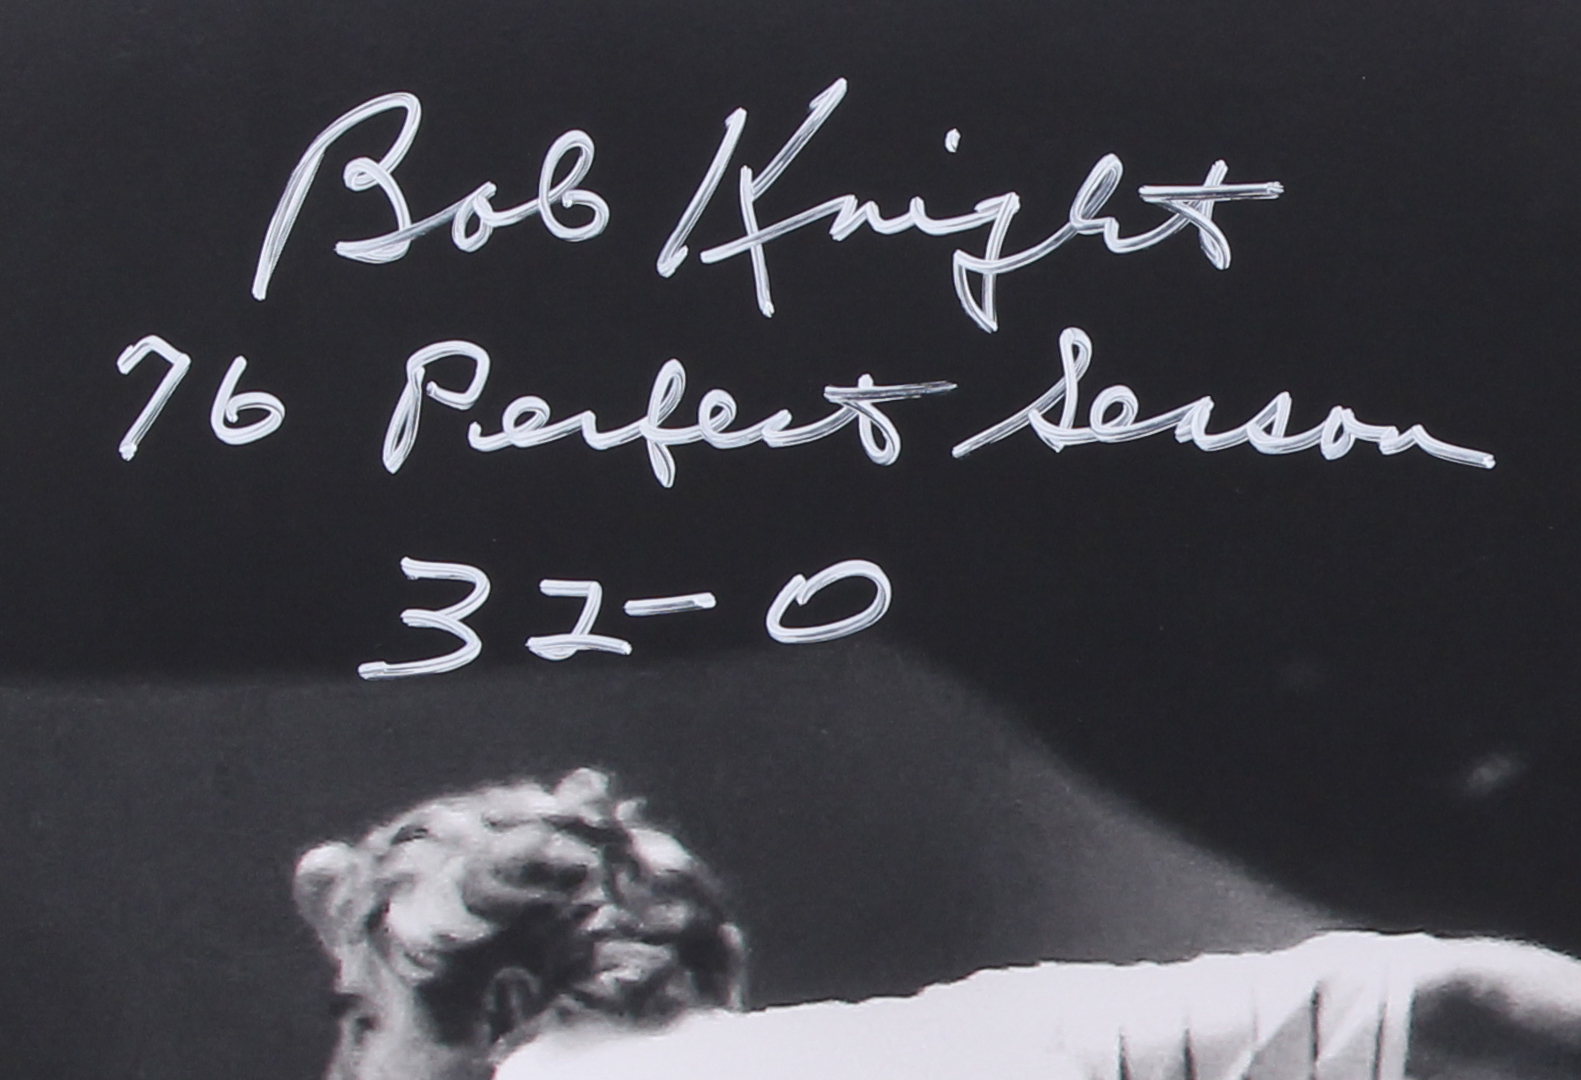 Bob Knight
76 Perfect Season
32-0